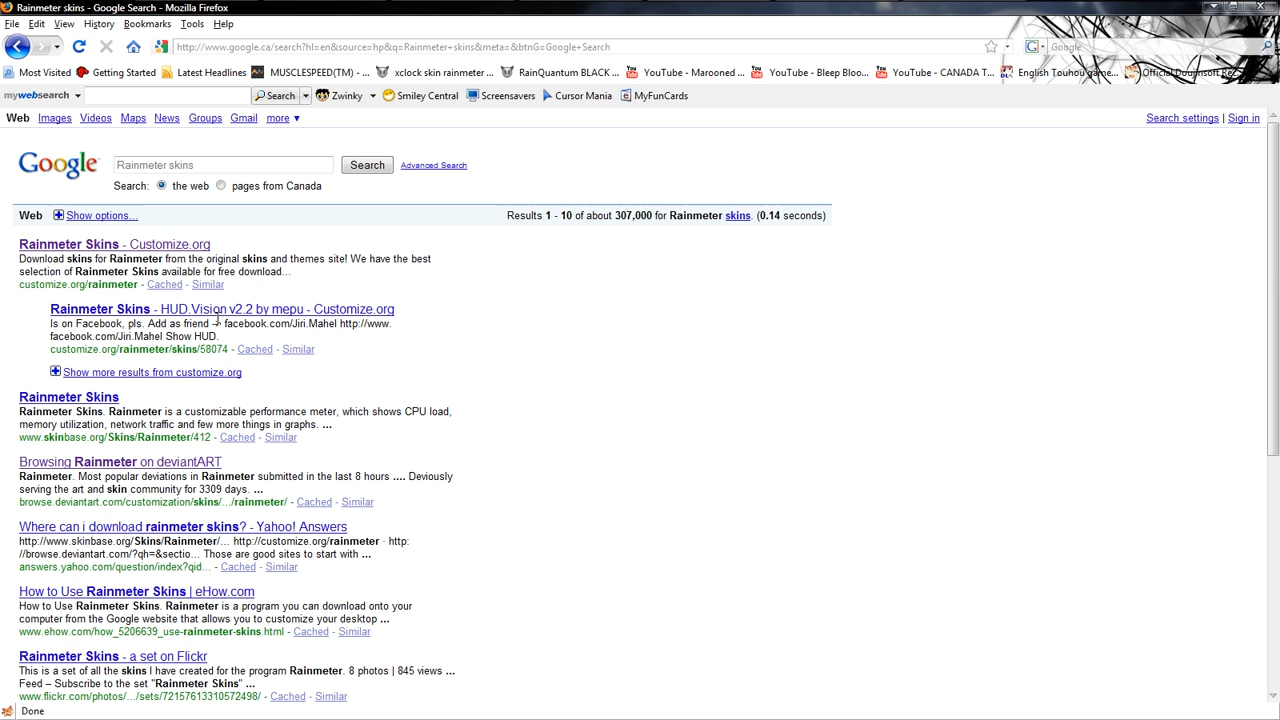 Rainmeter skins - Google Search - Mozilla Firefox
File Edit View History Bookmarks Tools Help
http://www.google.ca/search?hl=en&source=hp&q=Rainmeter+skins&meta=&btnG=Google+Search
Google
Most Visited Getting Started Latest Headlines MUSCLESPEED(TM) - ... xclock skin rainmeter ... RainQuantum BLACK ... YouTube - Marooned ... YouTube - Bleep Bloo... YouTube - CANADA T... English Touhou game... Official Doujinsoft Rez...
mywebsearch Search Zwinky Smiley Central Screensavers Cursor Mania MyFunCards
Web Images Videos Maps News Groups Gmail more ▼ Search settings | Sign in
Google Rainmeter skins Search Advanced Search
Search: the web pages from Canada
Web Show options... Results 1 - 10 of about 307,000 for Rainmeter skins. (0.14 seconds)
Rainmeter Skins - Customize.org
Download skins for Rainmeter from the original skins and themes site! We have the best
selection of Rainmeter Skins available for free download...
customize.org/rainmeter - Cached - Similar
Rainmeter Skins - HUD.Vision v2.2 by mepu - Customize.org
Is on Facebook, pls. Add as friend -> facebook.com/Jiri.Mahel http://www.
facebook.com/Jiri.Mahel Show HUD.
customize.org/rainmeter/skins/58074 - Cached - Similar
Show more results from customize.org
Rainmeter Skins
Rainmeter Skins. Rainmeter is a customizable performance meter, which shows CPU load,
memory utilization, network traffic and few more things in graphs. ...
www.skinbase.org/Skins/Rainmeter/412 - Cached - Similar
Browsing Rainmeter on deviantART
Rainmeter. Most popular deviations in Rainmeter submitted in the last 8 hours .... Deviously
serving the art and skin community for 3309 days. ...
browse.deviantart.com/customization/skins/.../rainmeter/ - Cached - Similar
Where can i download rainmeter skins? - Yahoo! Answers
http://www.skinbase.org/Skins/Rainmeter/... http://customize.org/rainmeter · http:
//browse.deviantart.com/?qh=&sectio... Those are good sites to start with ...
answers.yahoo.com/question/index?qid... - Cached - Similar
How to Use Rainmeter Skins | eHow.com
How to Use Rainmeter Skins. Rainmeter is a program you can download onto your
computer from the Google website that allows you to customize your desktop ...
www.ehow.com/how_5206639_use-rainmeter-skins.html - Cached - Similar
Rainmeter Skins - a set on Flickr
This is a set of all the skins I have created for the program Rainmeter. 8 photos | 845 views ...
Feed – Subscribe to the set "Rainmeter Skins" ...
www.flickr.com/photos/.../sets/72157613310572498/ - Cached - Similar
Done